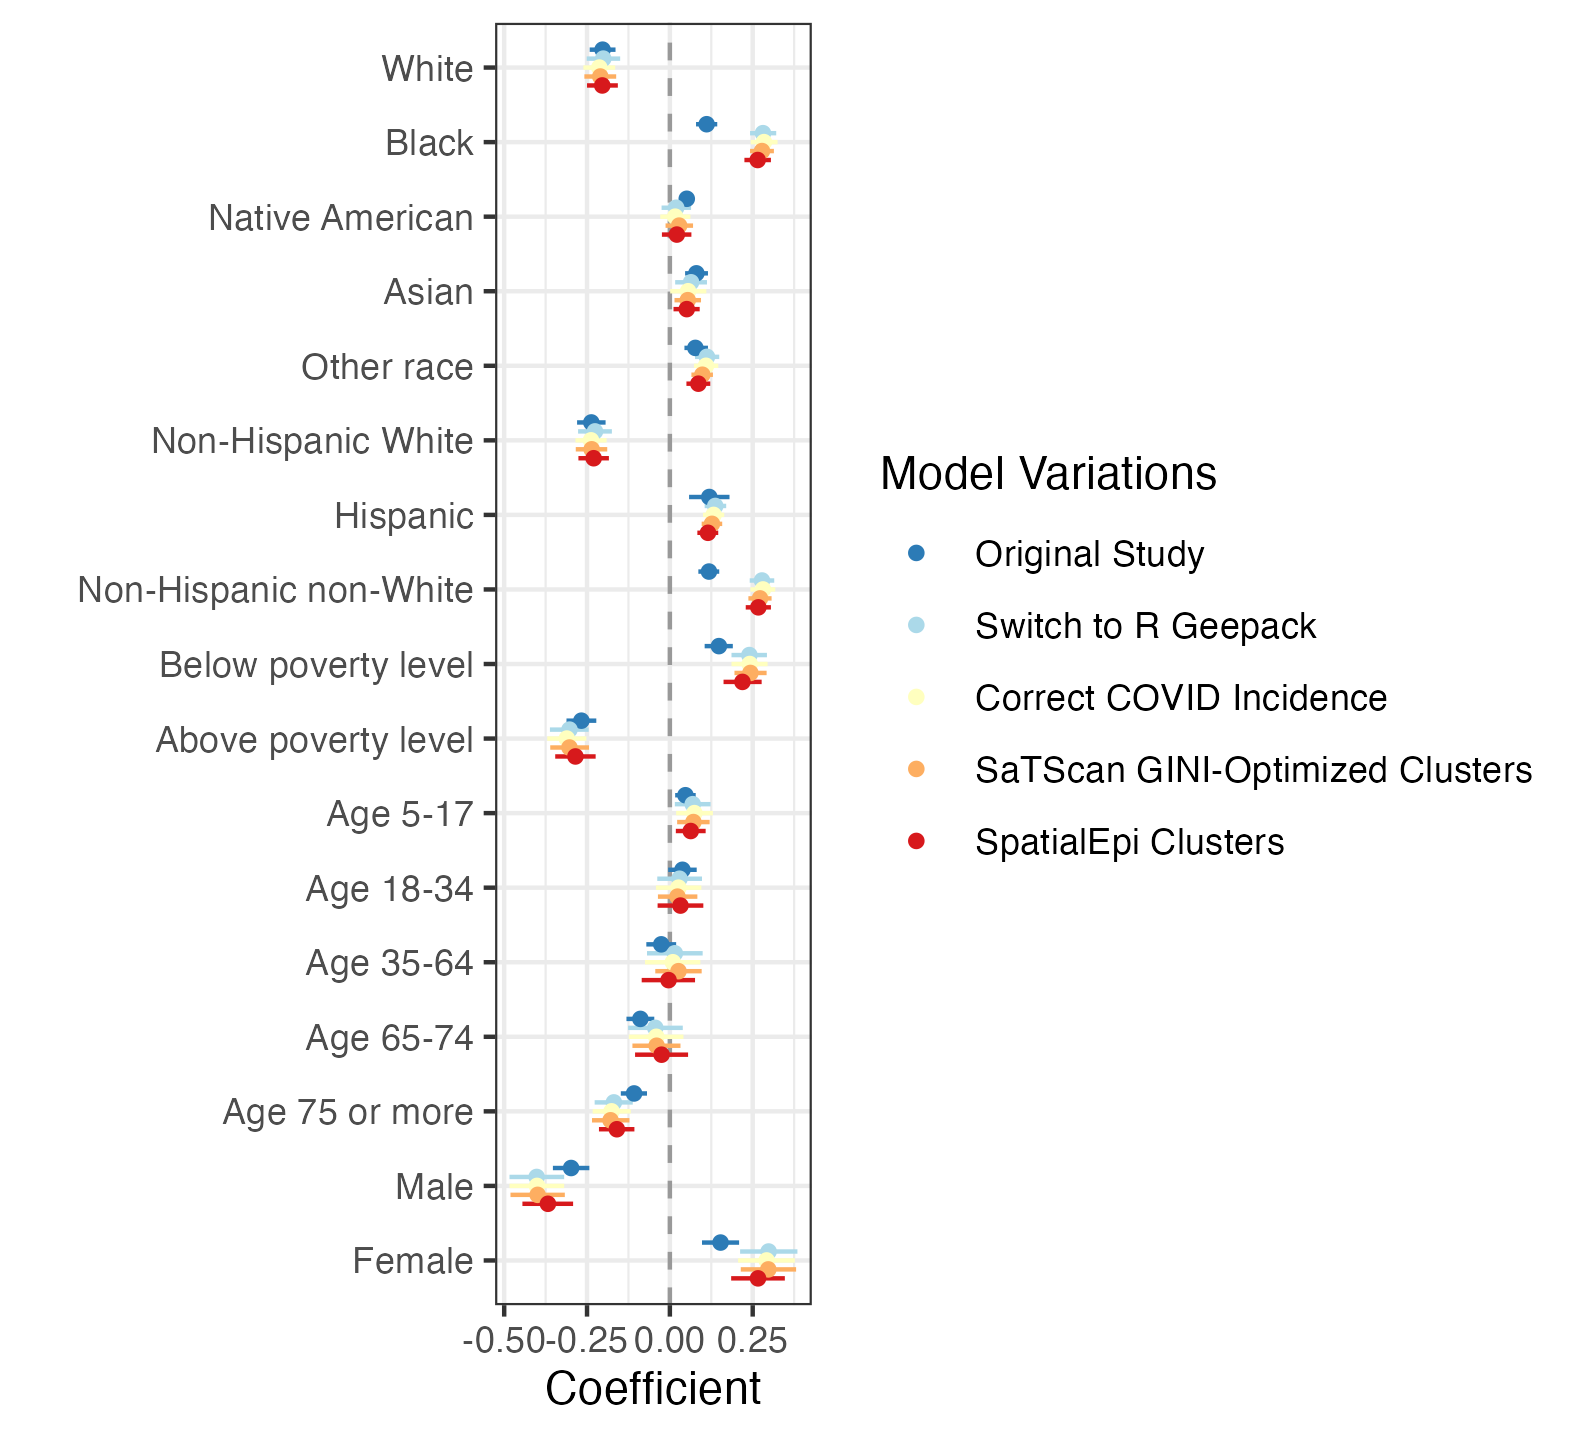 White
Black
Native American
Asian
Other race
Non-Hispanic White
Hispanic
Non-Hispanic non-White
Below poverty level
Above poverty level
Age 5-17
Age 18-34
Age 35-64
Age 65-74
Age 75 or more
Male
Female
-0.50 -0.25 0.00 0.25
Coefficient
Model Variations
Original Study
Switch to R Geepack
Correct COVID Incidence
SaTScan GINI-Optimized Clusters
SpatialEpi Clusters